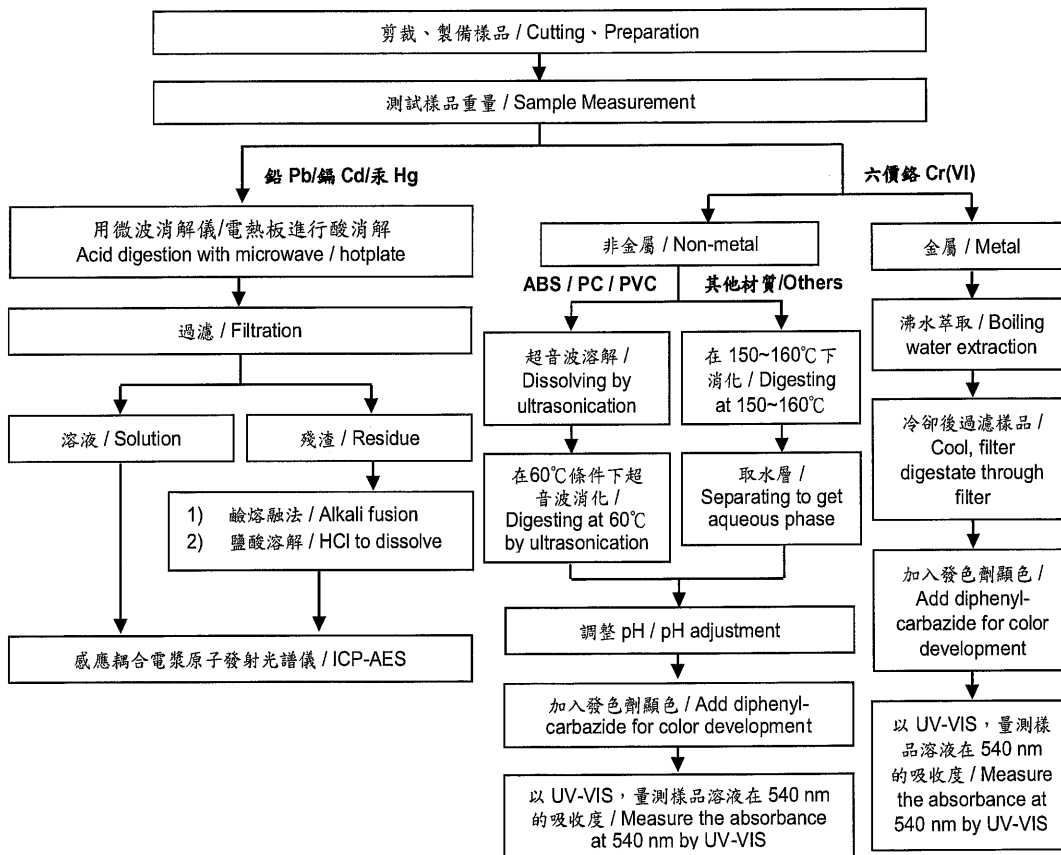 剪裁、製備樣品 / Cutting、Preparation
測試樣品重量 / Sample Measurement
鉛 Pb/鎘 Cd/汞 Hg
用微波消解儀/電熱板進行酸消解
Acid digestion with microwave / hotplate
過濾 / Filtration
溶液 / Solution
殘渣 / Residue
1) 鹼熔融法 / Alkali fusion
2) 鹽酸溶解 / HCl to dissolve
感應耦合電漿原子發射光譜儀 / ICP-AES
六價鉻 Cr(VI)
非金屬 / Non-metal
ABS / PC / PVC
超音波溶解 /
Dissolving by
ultrasonication
在60℃條件下超
音波消化 /
Digesting at 60℃
by ultrasonication
其他材質/Others
在 150~160℃下
消化 / Digesting
at 150~160℃
取水層 /
Separating to get
aqueous phase
調整 pH / pH adjustment
加入發色劑顯色 / Add diphenyl-
carbazide for color development
以 UV-VIS，量測樣品溶液在 540 nm
的吸收度 / Measure the absorbance
at 540 nm by UV-VIS
金屬 / Metal
沸水萃取 / Boiling
water extraction
冷卻後過濾樣品 /
Cool, filter
digestate through
filter
加入發色劑顯色 /
Add diphenyl-
carbazide for color
development
以 UV-VIS，量測樣
品溶液在 540 nm
的吸收度 / Measure
the absorbance at
540 nm by UV-VIS